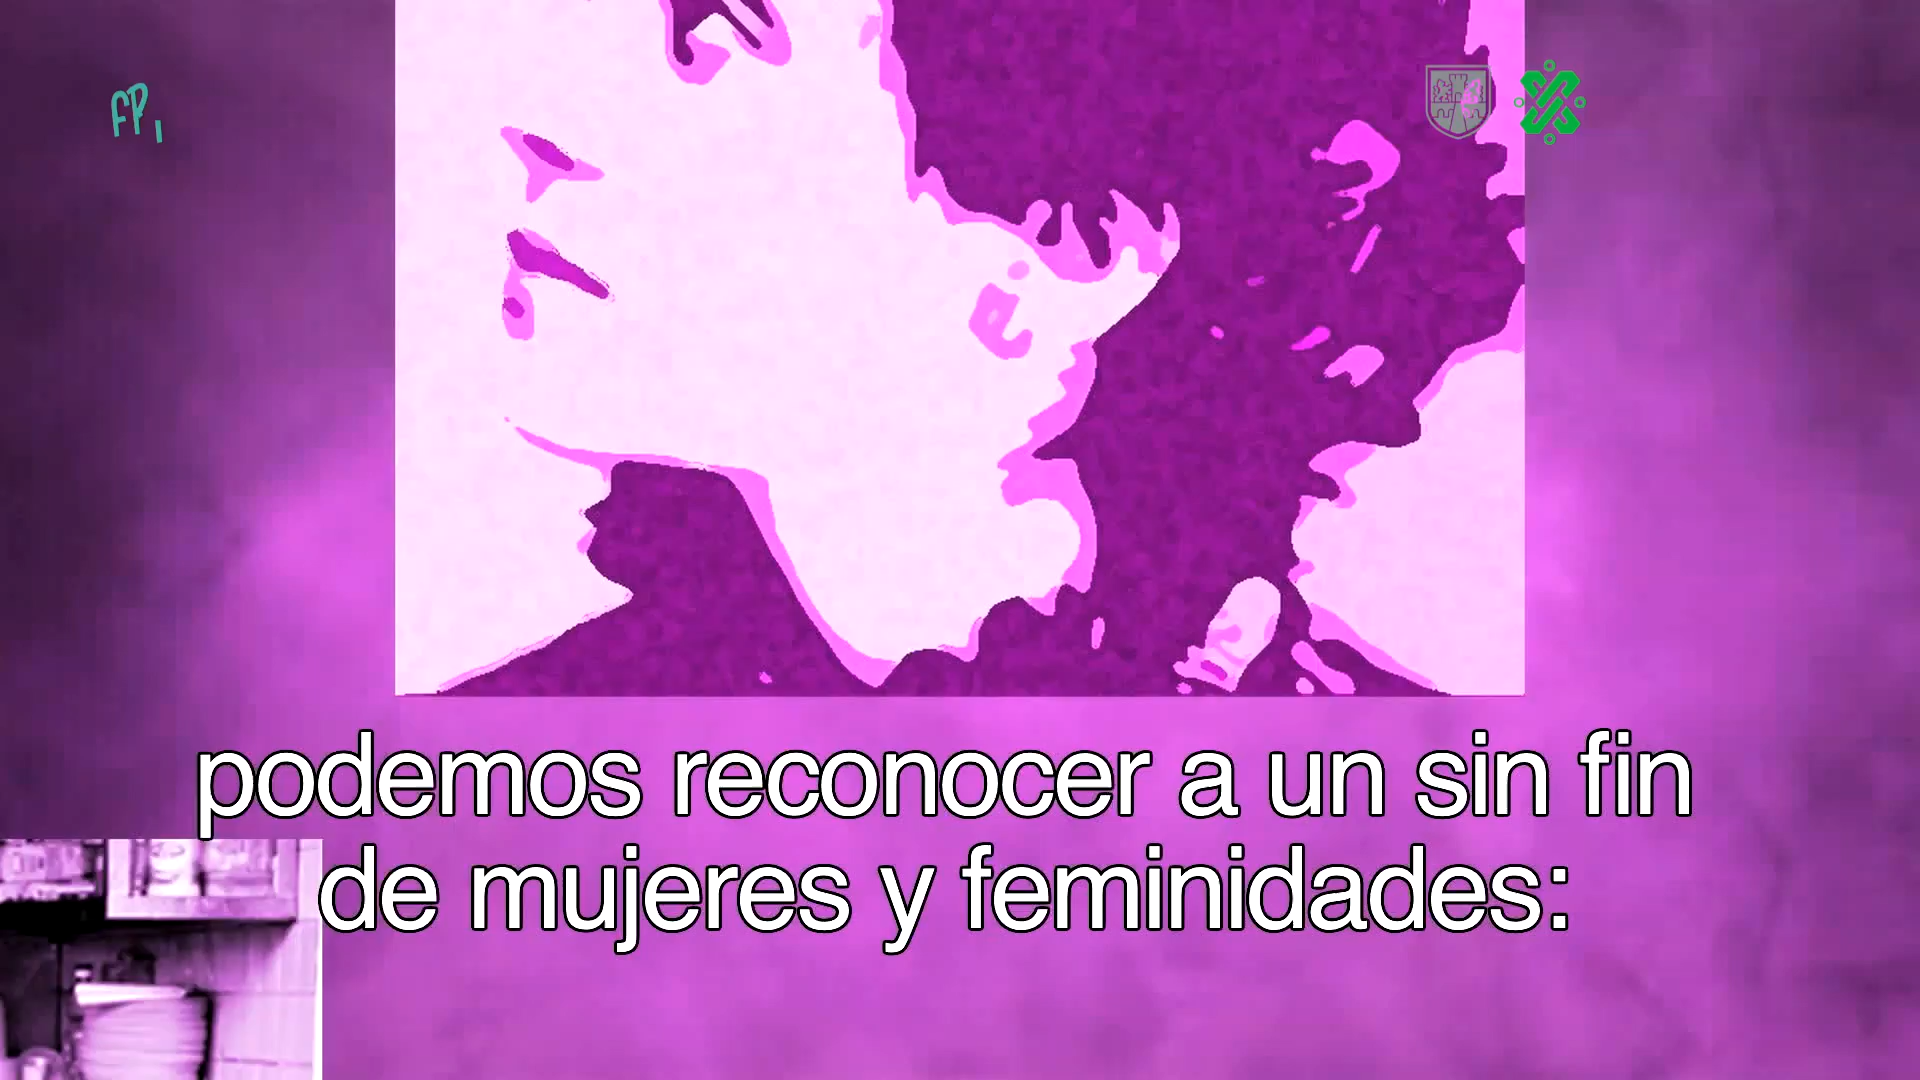 FP
podemos reconocer a un sin fin
de mujeres y feminidades: